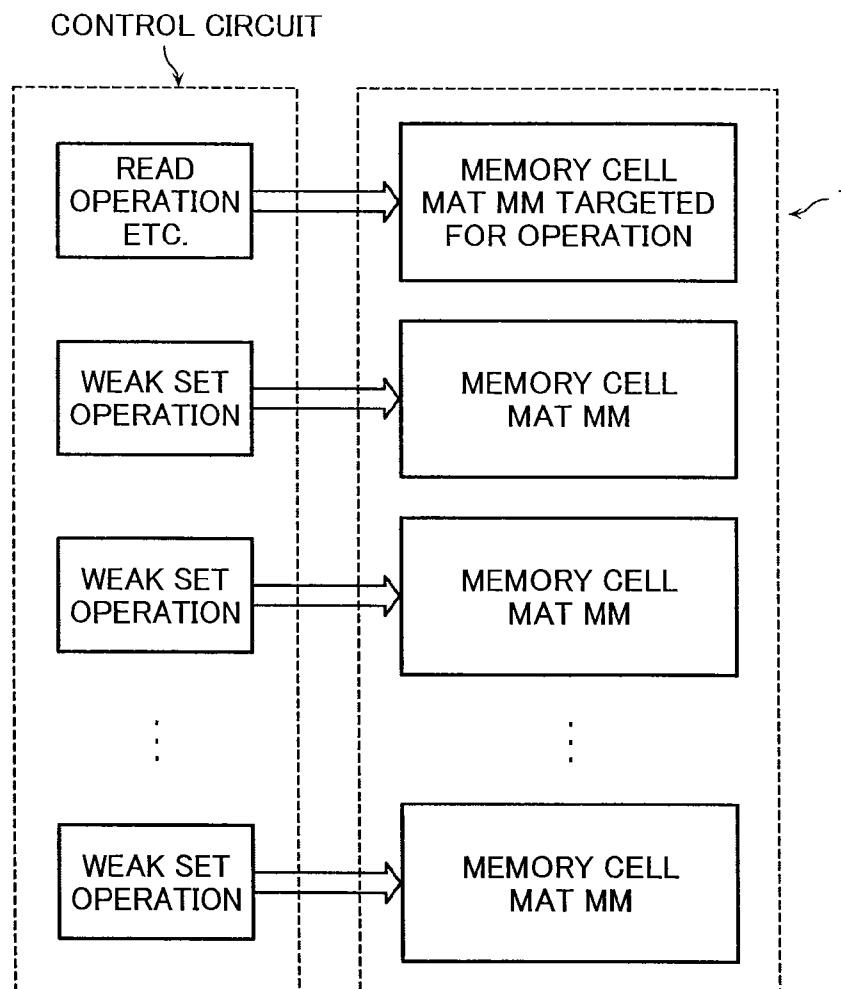 CONTROL CIRCUIT
READ
OPERATION
ETC.
MEMORY CELL
MAT MM TARGETED
FOR OPERATION
WEAK SET
OPERATION
MEMORY CELL
MAT MM
WEAK SET
OPERATION
MEMORY CELL
MAT MM
WEAK SET
OPERATION
MEMORY CELL
MAT MM